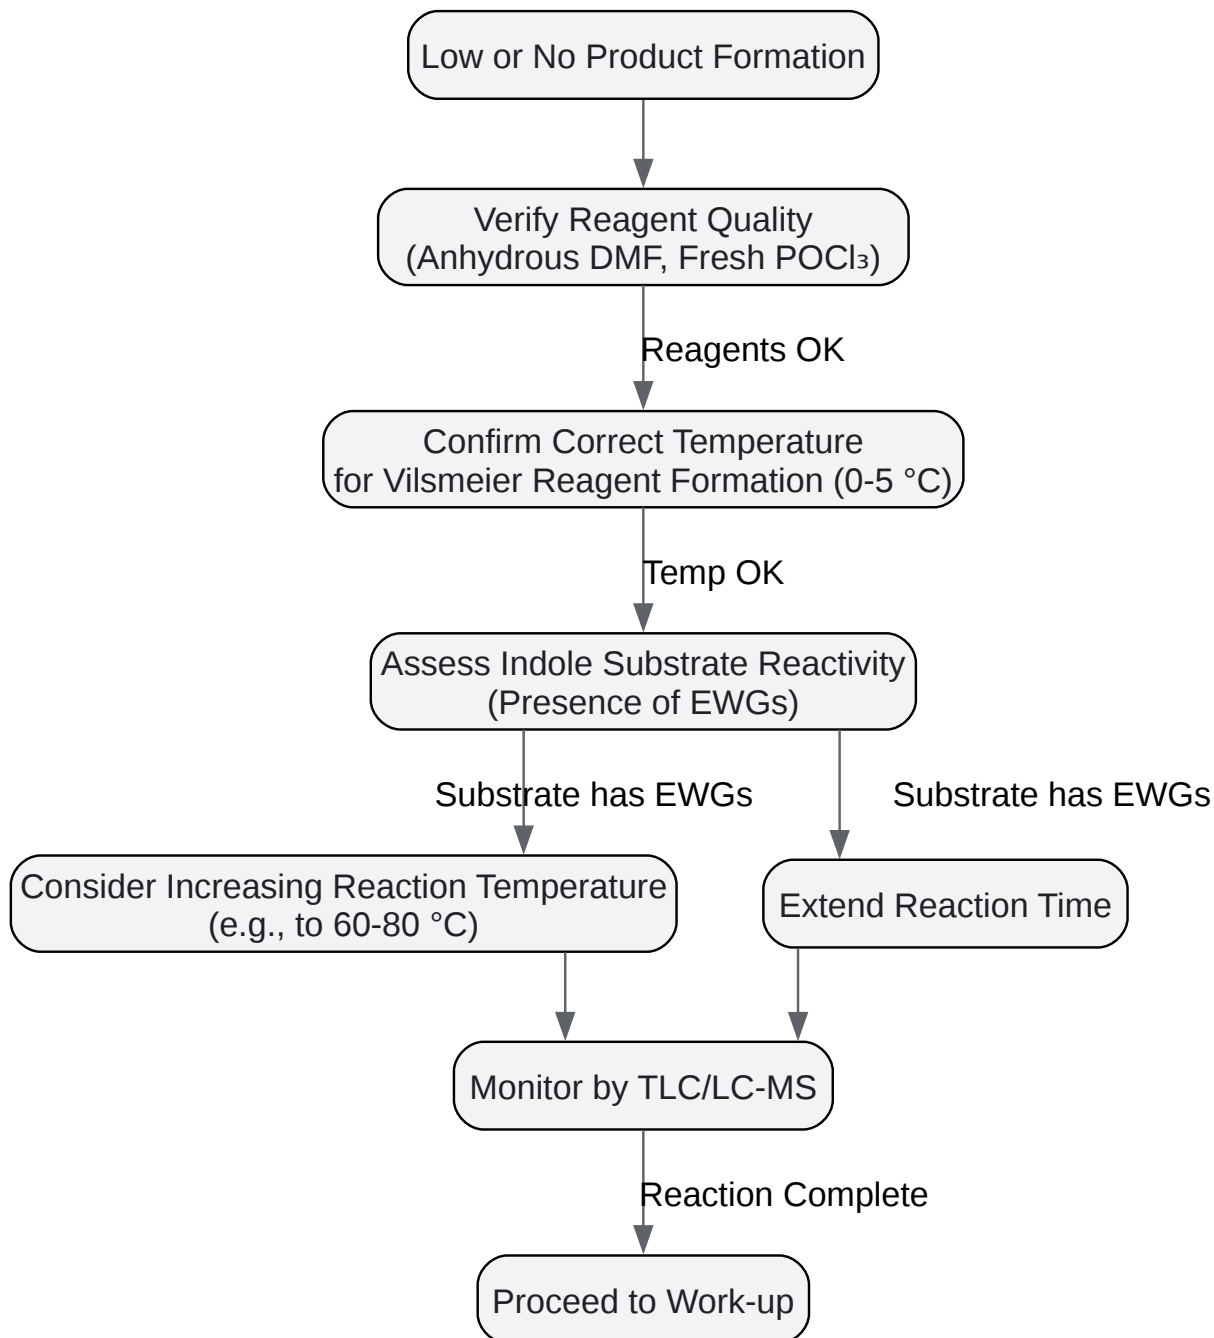 Low or No Product Formation
Verify Reagent Quality
(Anhydrous DMF, Fresh POCl₃)
Reagents OK
Confirm Correct Temperature
for Vilsmeier Reagent Formation (0-5 °C)
Temp OK
Assess Indole Substrate Reactivity
(Presence of EWGs)
Substrate has EWGs
Substrate has EWGs
Consider Increasing Reaction Temperature
(e.g., to 60-80 °C)
Extend Reaction Time
Monitor by TLC/LC-MS
Reaction Complete
Proceed to Work-up